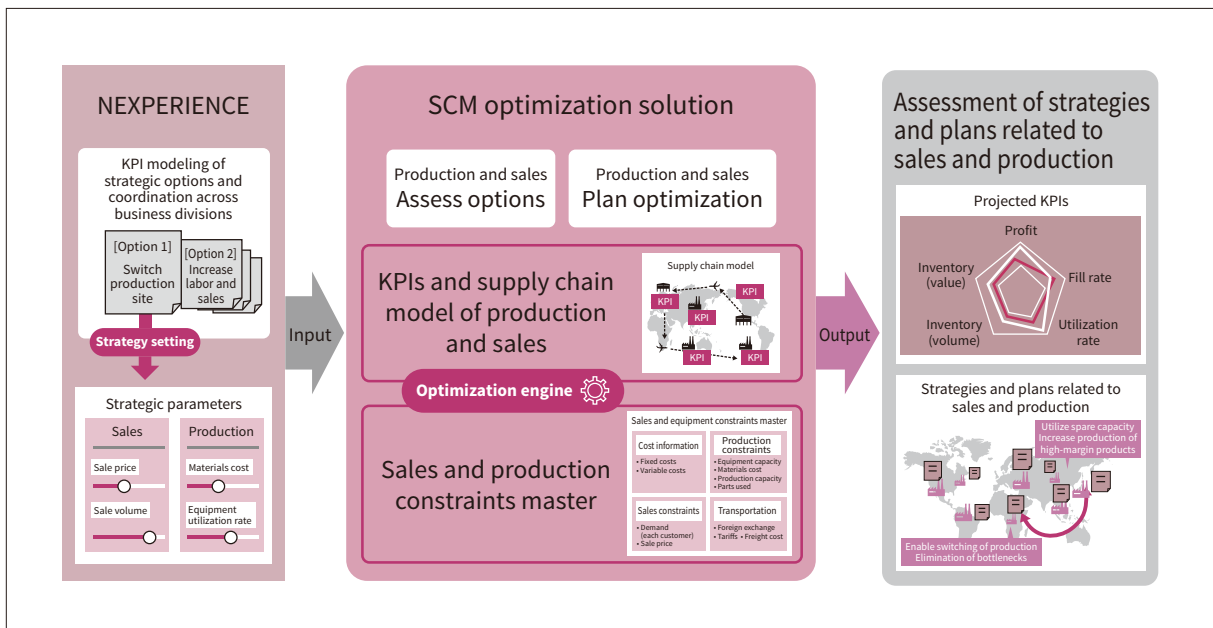 NEXPERIENCE
KPI modeling of
strategic options and
coordination across
business divisions
[Option 1]
Switch
production
site
[Option 2]
Increase
labor and
sales
Strategy setting
Strategic parameters
Sales
Sale price
Sale volume
Production
Materials cost
Equipment
utilization rate
Input
SCM optimization solution
Production and sales
Assess options
Production and sales
Plan optimization
KPIs and supply chain
model of production
and sales
Supply chain model
KPI
KPI
KPI
KPI
KPI
KPI
Optimization engine
Sales and production
constraints master
Sales and equipment constraints master
Cost information
• Fixed costs
• Variable costs
Production
constraints
• Equipment capacity
• Materials cost
• Production capacity
• Parts used
Sales constraints
• Demand
(each customer)
• Sale price
Transportation
• Foreign exchange
• Tariffs • Freight cost
Output
Assessment of strategies
and plans related to
sales and production
Projected KPIs
Profit
Inventory
(value)
Fill rate
Inventory
(volume)
Utilization
rate
Strategies and plans related to
sales and production
Utilize spare capacity
Increase production of
high-margin products
Enable switching of production
Elimination of bottlenecks